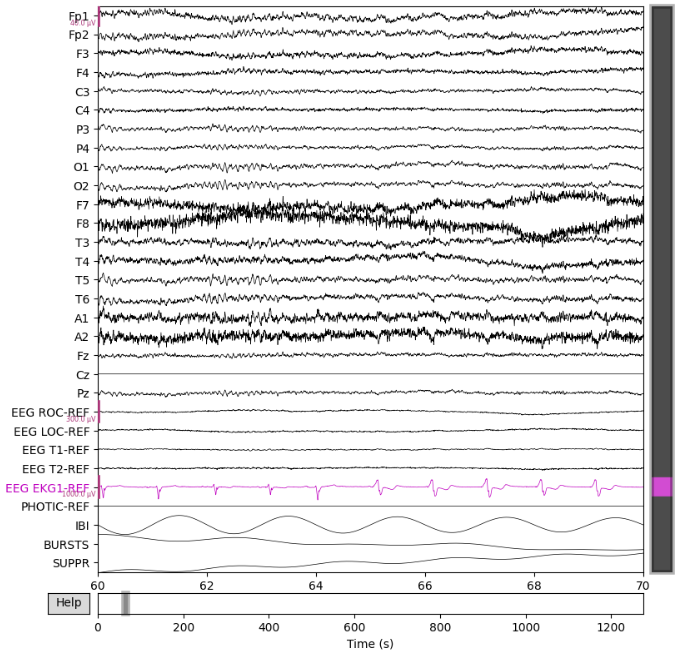 Fp1
40.0 µV
Fp2
F3
F4
C3
C4
P3
P4
O1
O2
F7
F8
T3
T4
T5
T6
A1
A2
Fz
Cz
Pz
EEG ROC-REF
300.0 µV
EEG LOC-REF
EEG T1-REF
EEG T2-REF
EEG EKG1-REF
1000.0 µV
PHOTIC-REF
IBI
BURSTS
SUPPR
60 62 64 66 68 70
Help
0 200 400 600 800 1000 1200
Time (s)